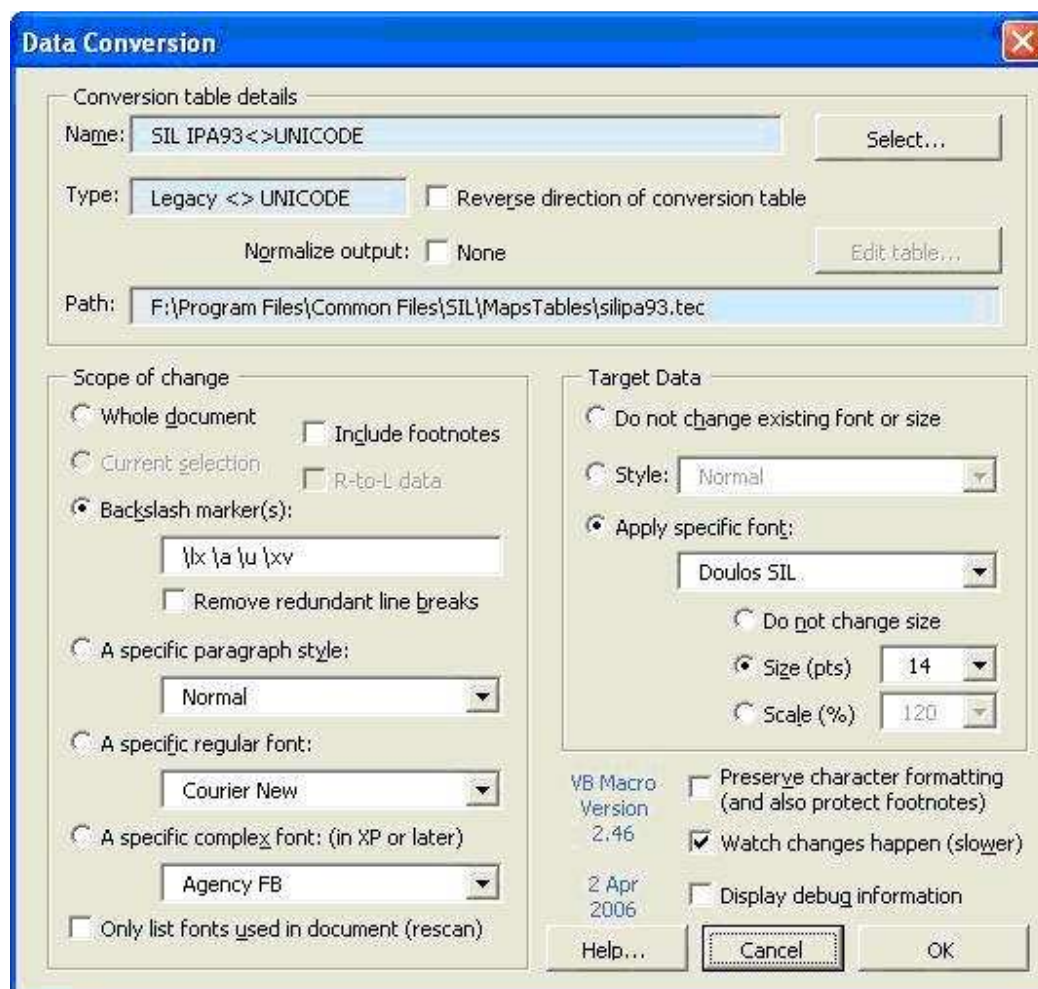 Data Conversion
Conversion table details
Name: SIL IPA93<>UNICODE
Select...
Type: Legacy <> UNICODE
Reverse direction of conversion table
Normalize output: None
Edit table...
Path: F:\Program Files\Common Files\SIL\MapsTables\silipa93.tec
Scope of change
Whole document
Include footnotes
Current selection
R-to-L data
Backslash marker(s):
\lx \a \u \xv
Remove redundant line breaks
A specific paragraph style:
Normal
A specific regular font:
Courier New
A specific complex font: (in XP or later)
Agency FB
Only list fonts used in document (rescan)
Target Data
Do not change existing font or size
Style: Normal
Apply specific font:
Doulos SIL
Do not change size
Size (pts) 14
Scale (%) 120
VB Macro
Version
2.46
2 Apr
2006
Preserve character formatting
(and also protect footnotes)
Watch changes happen (slower)
Display debug information
Help...
Cancel
OK